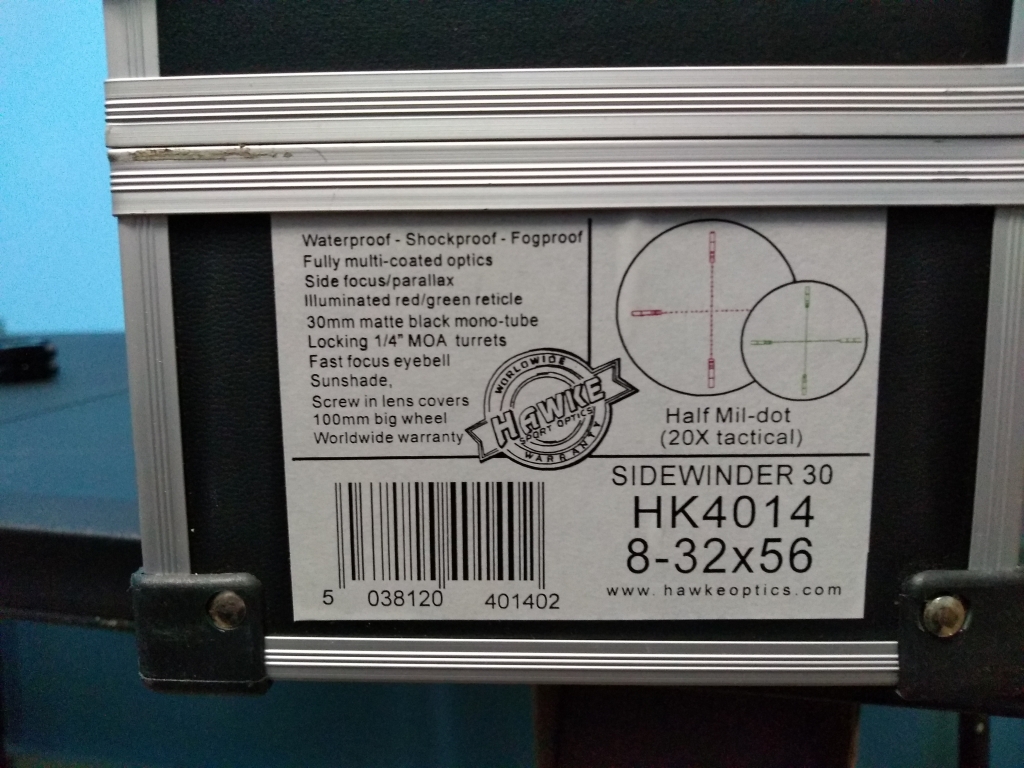 Waterproof - Shockproof - Fogproof
Fully multi-coated optics
Side focus/parallax
Illuminated red/green reticle
30mm matte black mono-tube
Locking 1/4" MOA turrets
Fast focus eyebell
Sunshade,
Screw in lens covers
100mm big wheel
Worldwide warranty
WORLDWIDE
HAWKE
SPORT OPTICS
WARRANTY
Half Mil-dot
(20X tactical)
SIDEWINDER 30
HK4014
8-32x56
www.hawkeoptics.com
5 038120 401402